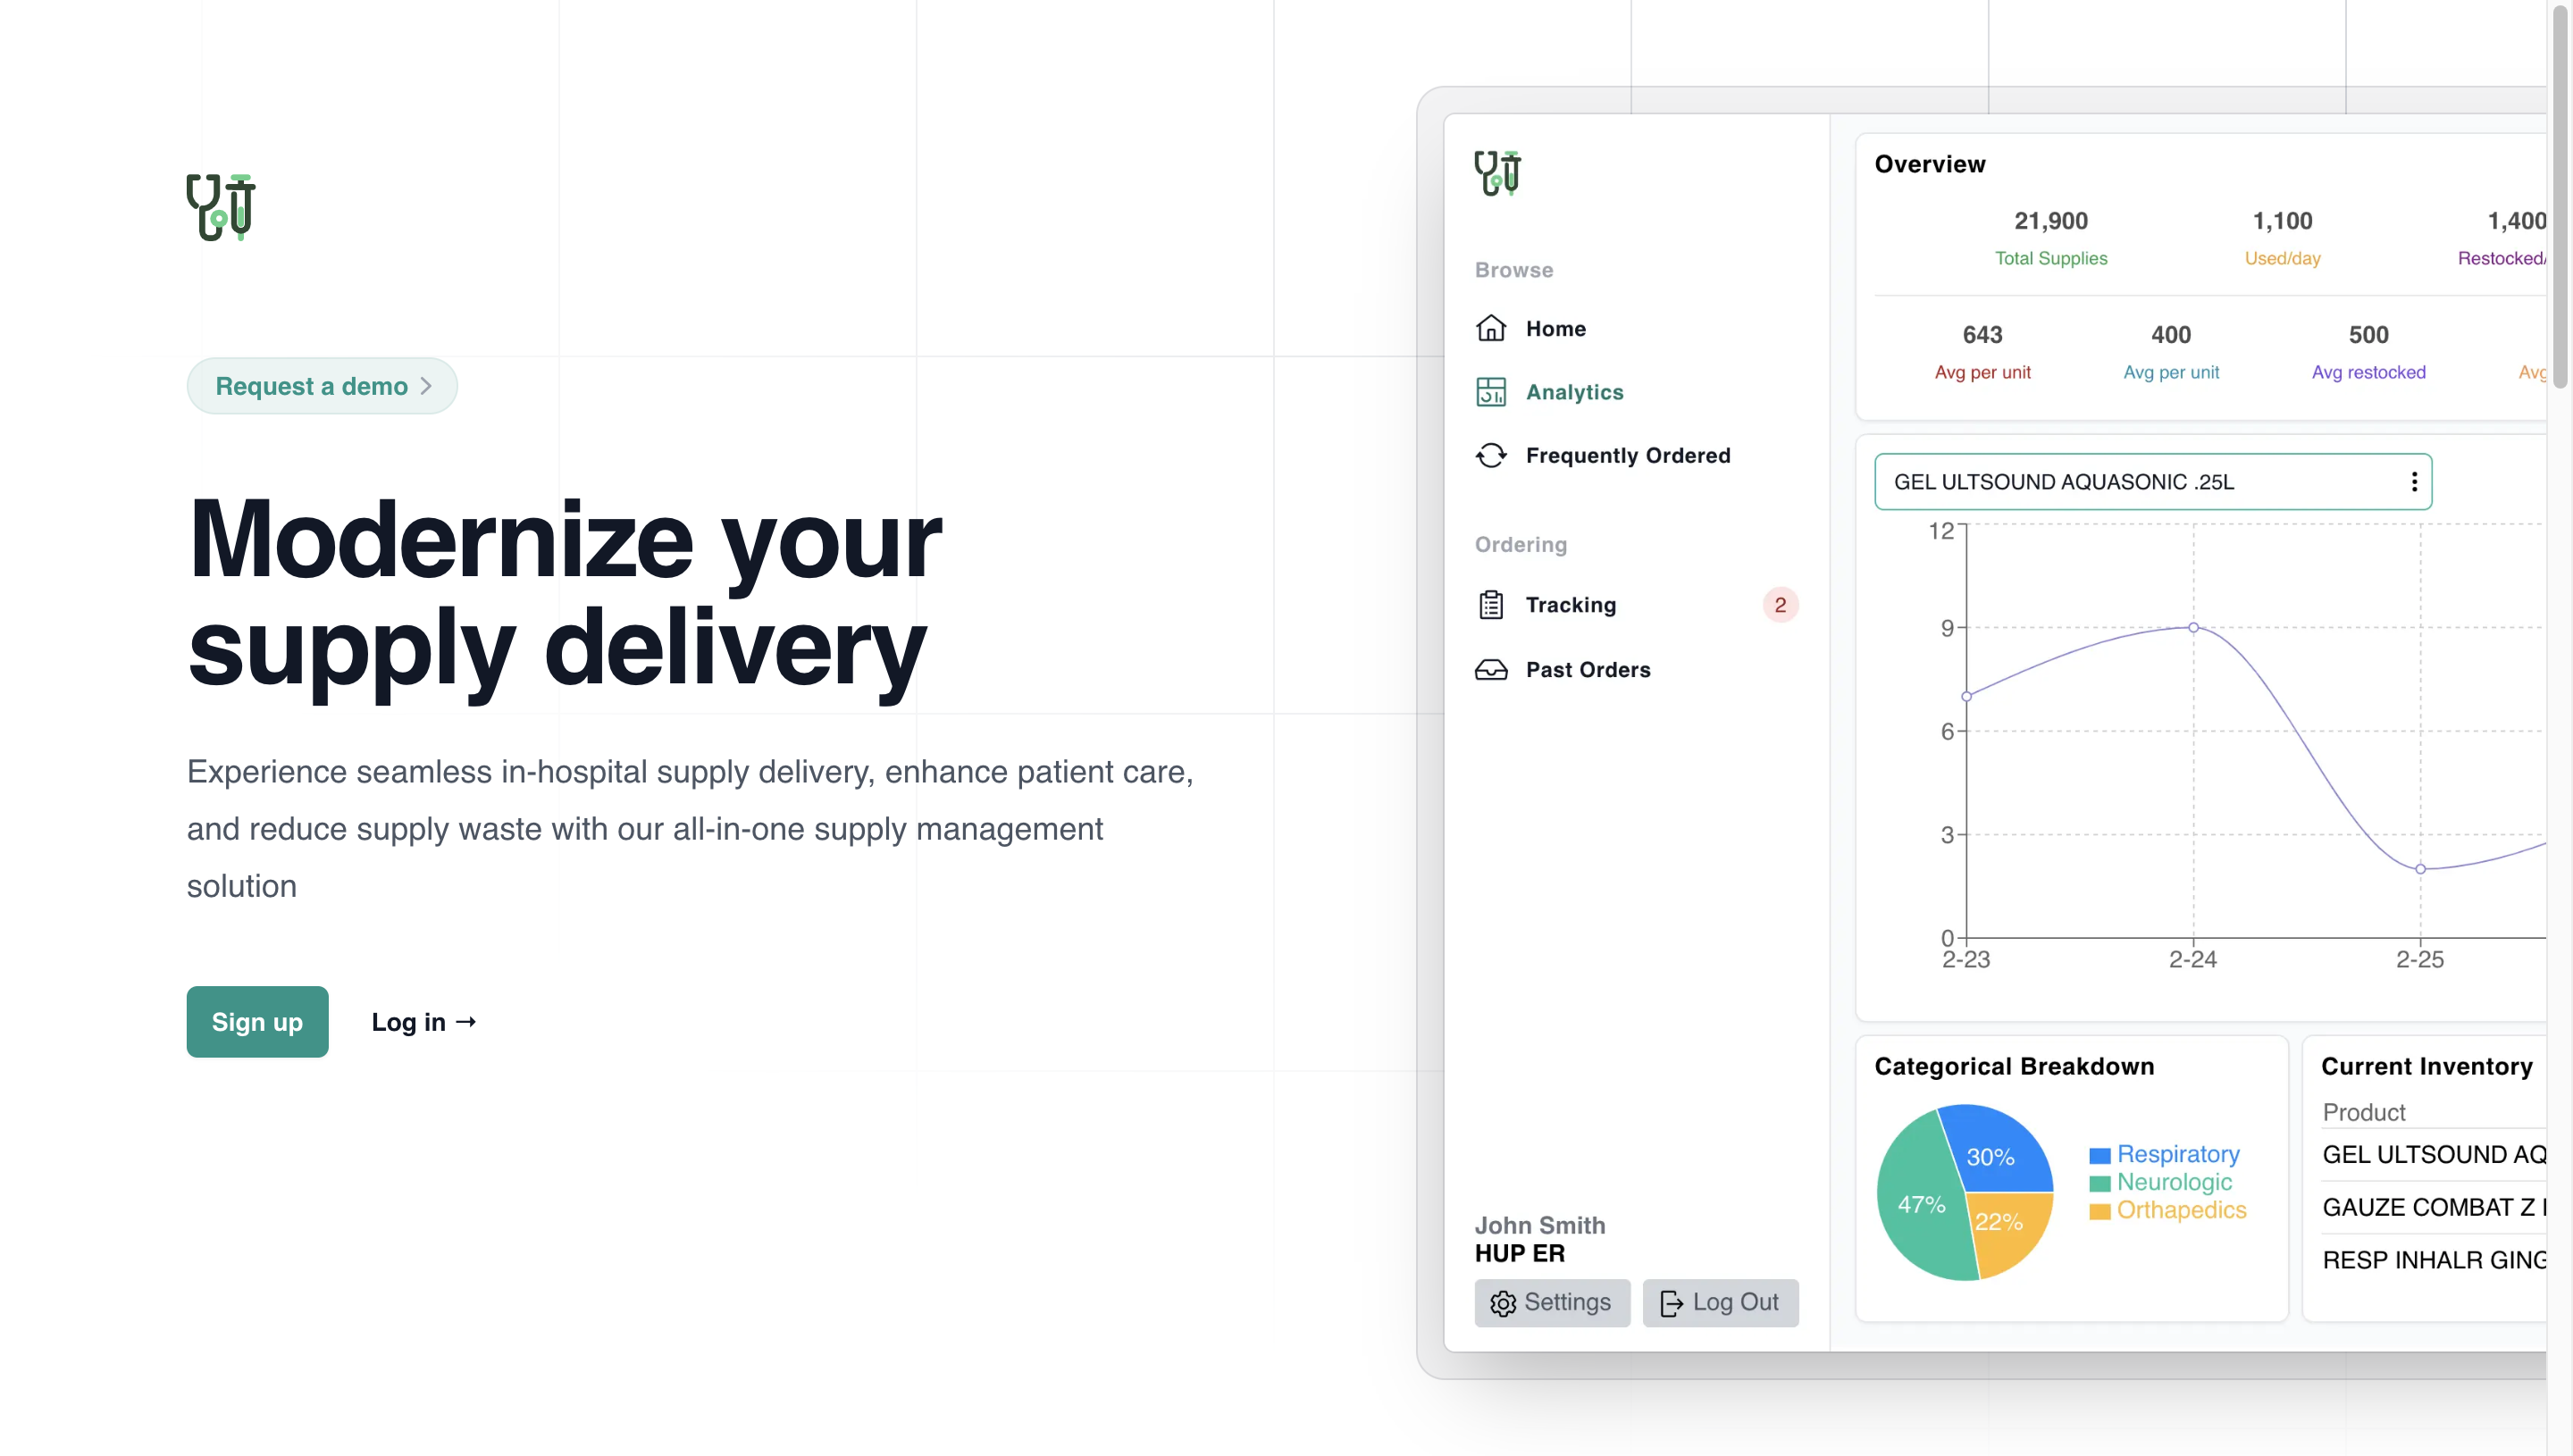 Request a demo
Modernize your
supply delivery
Experience seamless in-hospital supply delivery, enhance patient care,
and reduce supply waste with our all-in-one supply management
solution
Sign up
Log in →
Browse
Home
Analytics
Frequently Ordered
Ordering
Tracking 2
Past Orders
John Smith
HUP ER
Settings
Log Out
Overview
21,900 1,100 1,400
Total Supplies Used/day Restocked/
643 400 500
Avg per unit Avg per unit Avg restocked Avg
GEL ULTSOUND AQUASONIC .25L
12
9
6
3
0
2-23 2-24 2-25
Categorical Breakdown
30%
47%
22%
Respiratory
Neurologic
Orthapedics
Current Inventory
Product
GEL ULTSOUND AQ
GAUZE COMBAT Z
RESP INHALR GING